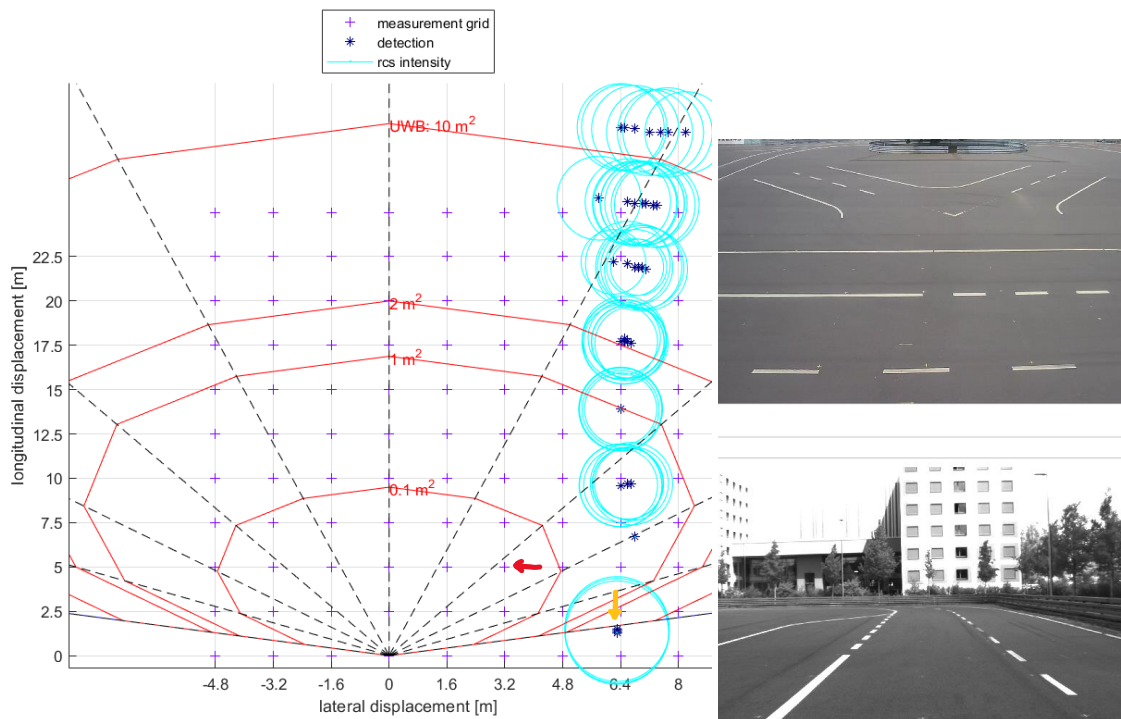 measurement grid
detection
rcs intensity
UWB: 10 m²
2 m²
1 m²
0.1 m²
longitudinal displacement [m]
22.5
20
17.5
15
12.5
10
7.5
5
2.5
0
-4.8
-3.2
-1.6
0
1.6
3.2
4.8
6.4
8
lateral displacement [m]